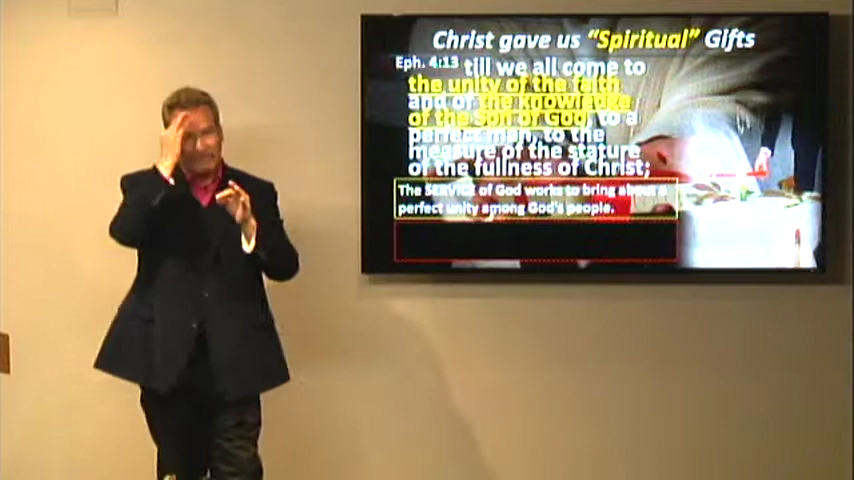 Christ gave us “Spiritual” Gifts
Eph. 4:13 till we all come to
the unity of the faith
and of the knowledge
of the Son of God, to a
perfect man, to the
measure of the stature
of the fullness of Christ;
The SERVICE of God works to bring about a
perfect unity among God's people.